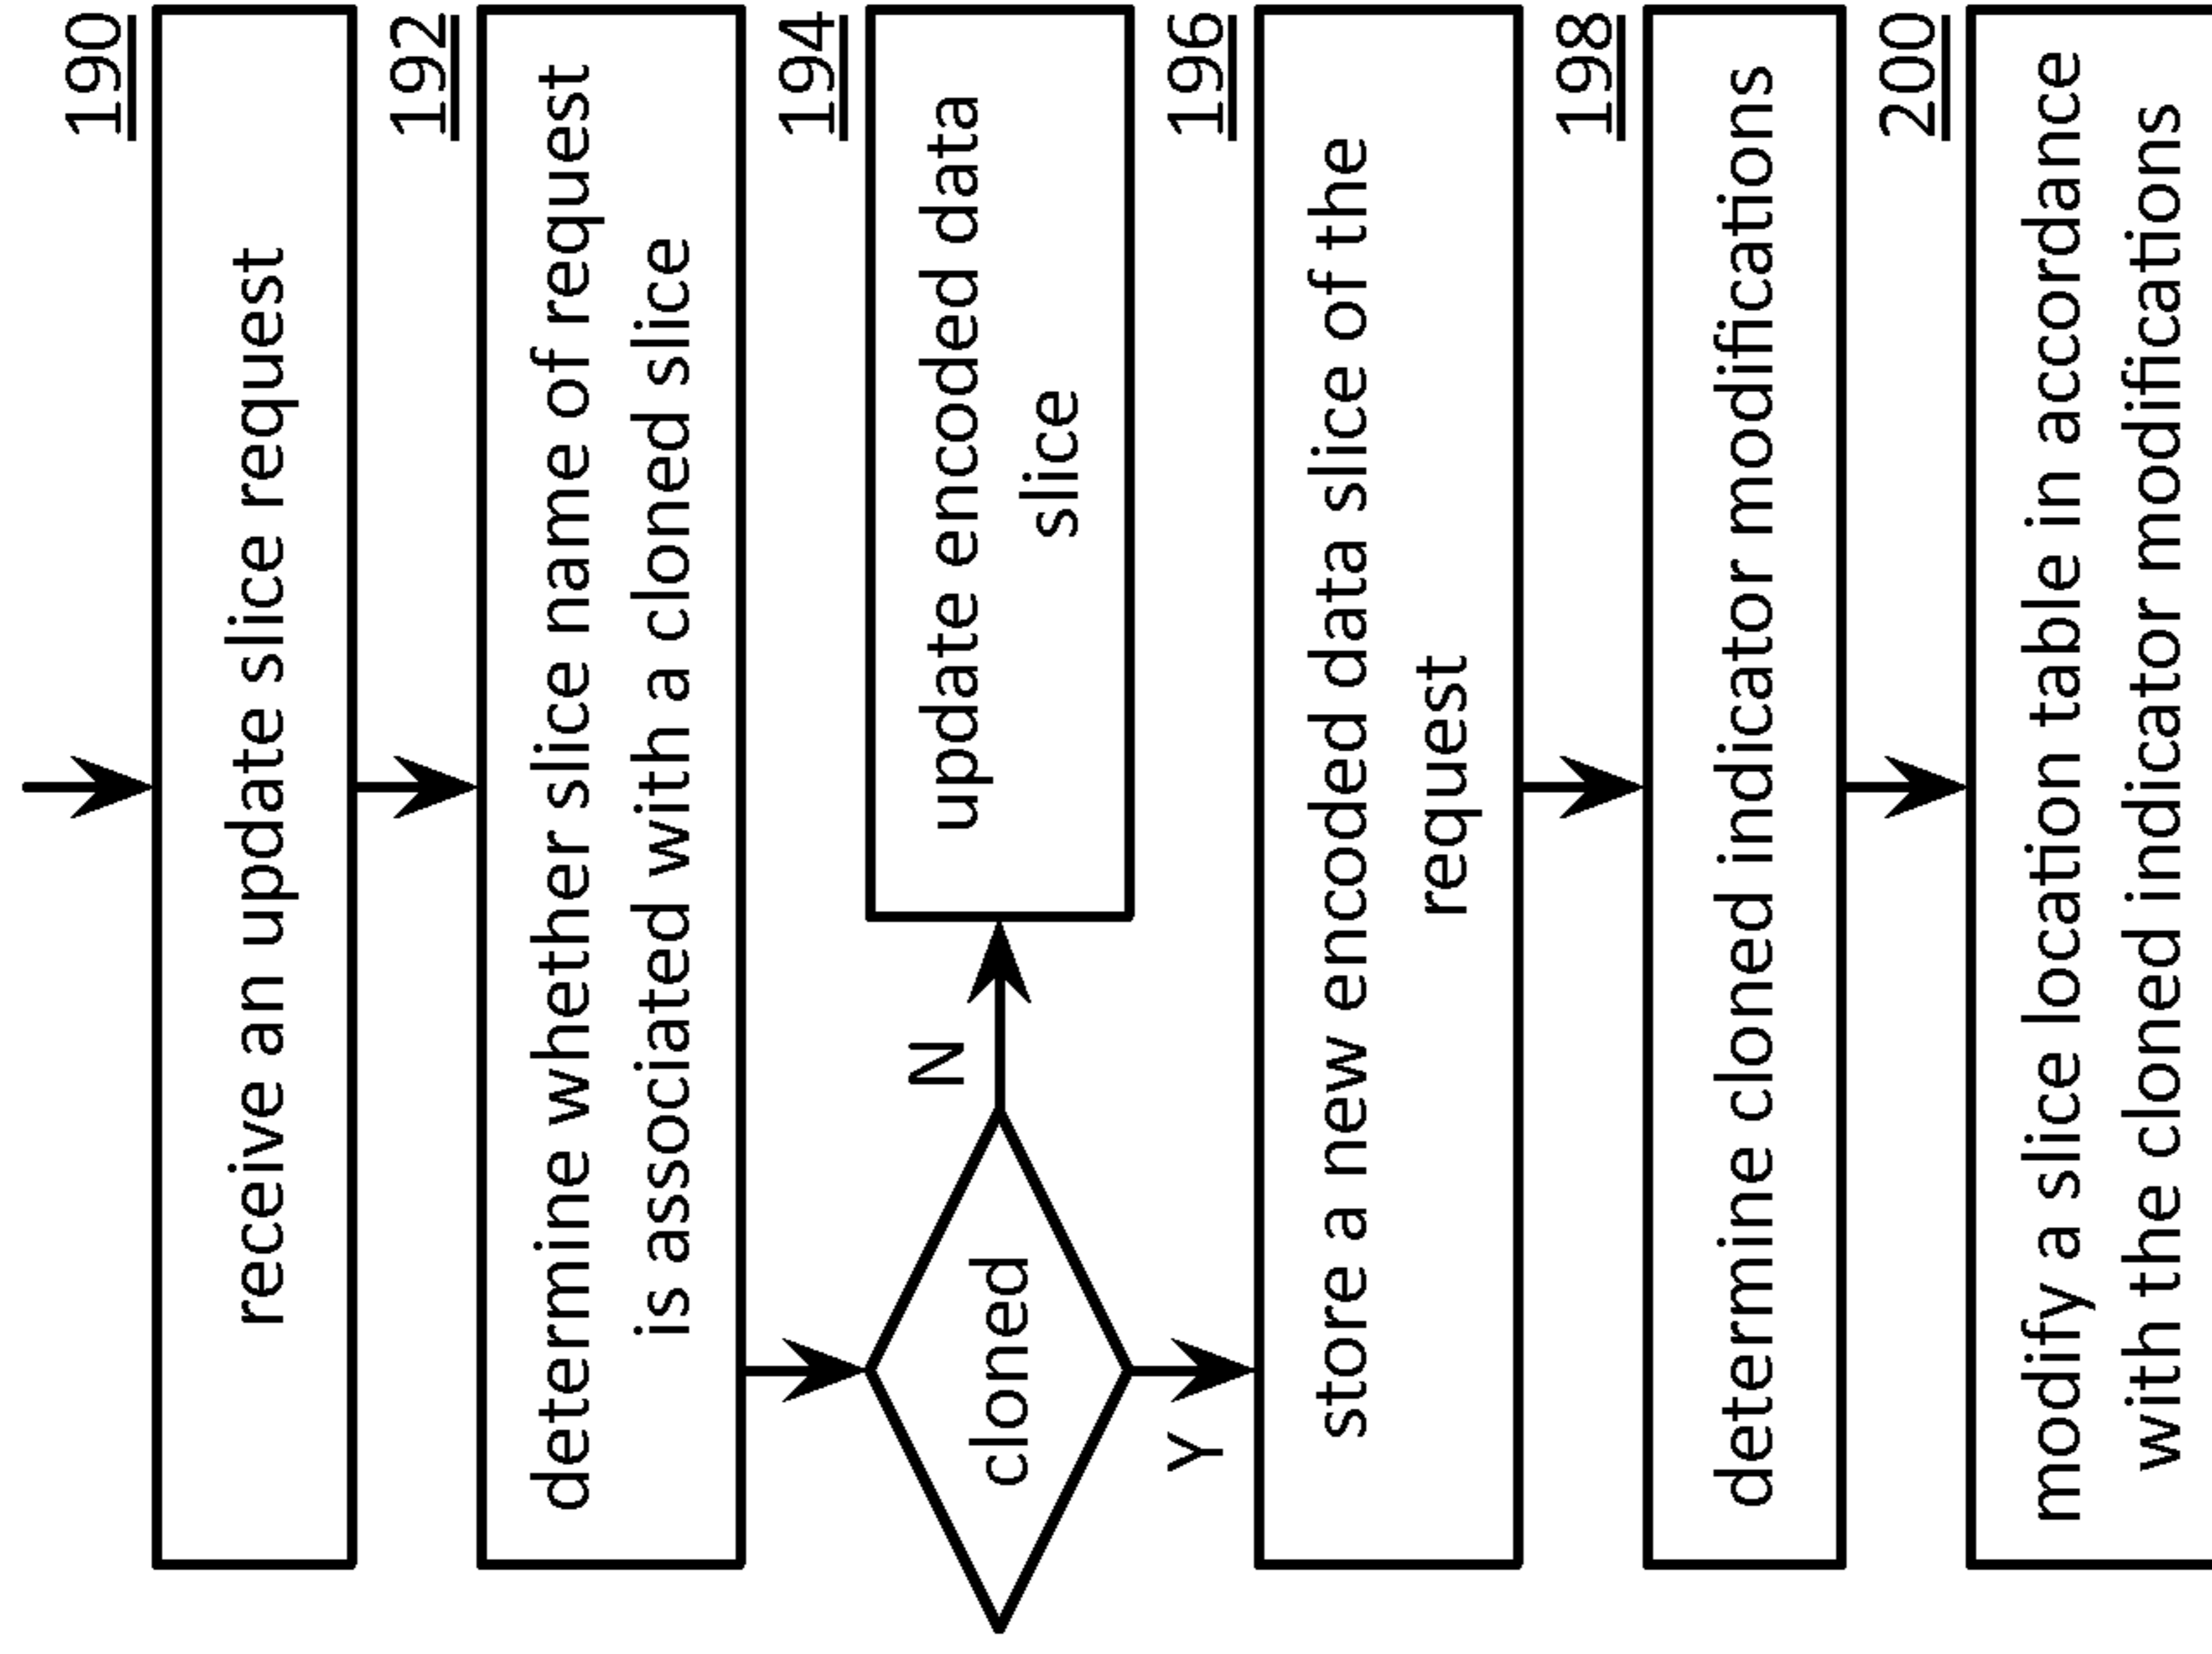 190
receive an update slice request
192
determine whether slice name of request
is associated with a cloned slice
194
cloned
N
update encoded data
slice
Y
196
store a new encoded data slice of the
request
198
determine cloned indicator modifications
200
modify a slice location table in accordance
with the cloned indicator modifications